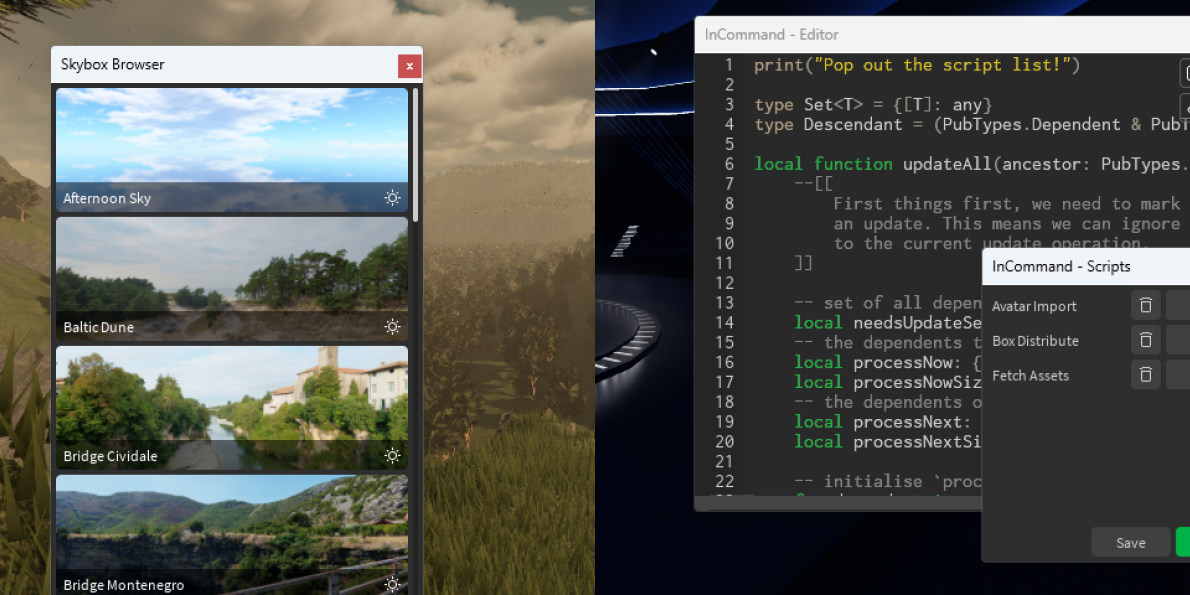 Skybox Browser
x
Afternoon Sky
Baltic Dune
Bridge Cividale
Bridge Montenegro
InCommand - Editor
1 print("Pop out the script list!")
2
3 type Set<T> = {[T]: any}
4 type Descendant = (PubTypes.Dependent &
5
6 local function updateAll(ancestor: PubTypes.
7 --[[
8 First things first, we need to mark
9 an update. This means we can ignore
10 to the current update operation.
11 ]]
12
13 -- set of all depen
14 local needsUpdateSe
15 -- the dependents t
16 local processNow: {
17 local processNowSiz
18 -- the dependents o
19 local processNext:
20 local processNextSi
21
22 -- initialise `proc
InCommand - Scripts
Avatar Import
Box Distribute
Fetch Assets
Save